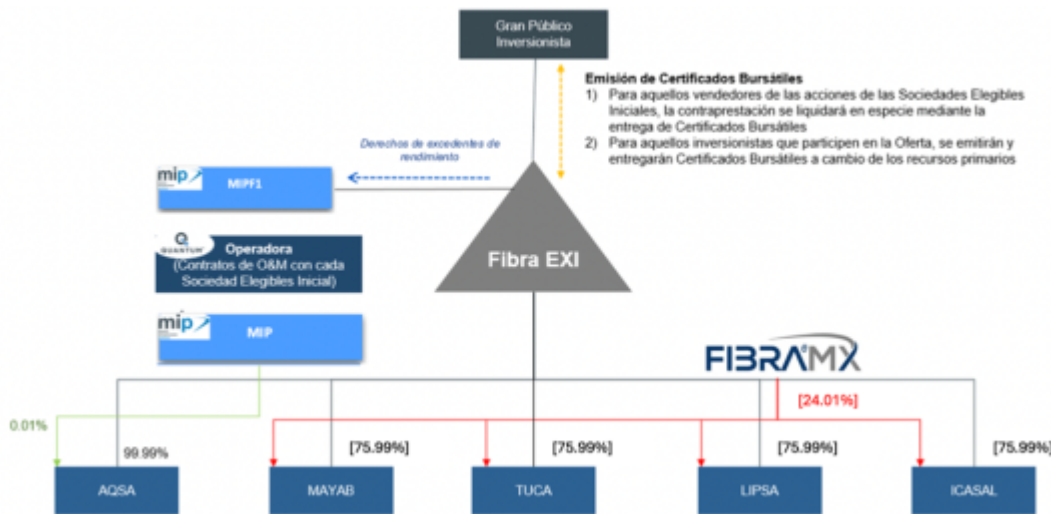 Gran Público
Inversionista
Emisión de Certificados Bursátiles
1) Para aquellos vendedores de las acciones de las Sociedades Elegibles
Iniciales, la contraprestación se liquidará en especie mediante la
entrega de Certificados Bursátiles
2) Para aquellos inversionistas que participen en la Oferta, se emitirán y
entregarán Certificados Bursátiles a cambio de los recursos primarios
Derechos de excedentes de
rendimiento
mip
MIPF1
Fibra EXI
QUANTUM
Operadora
(Contratos de O&M con cada
Sociedad Elegibles Inicial)
mip
MIP
FIBRAeMX
[24.01%]
0.01%
99.99%
[75.99%]
[75.99%]
[75.99%]
[75.99%]
AQSA
MAYAB
TUCA
LIPSA
ICASAL